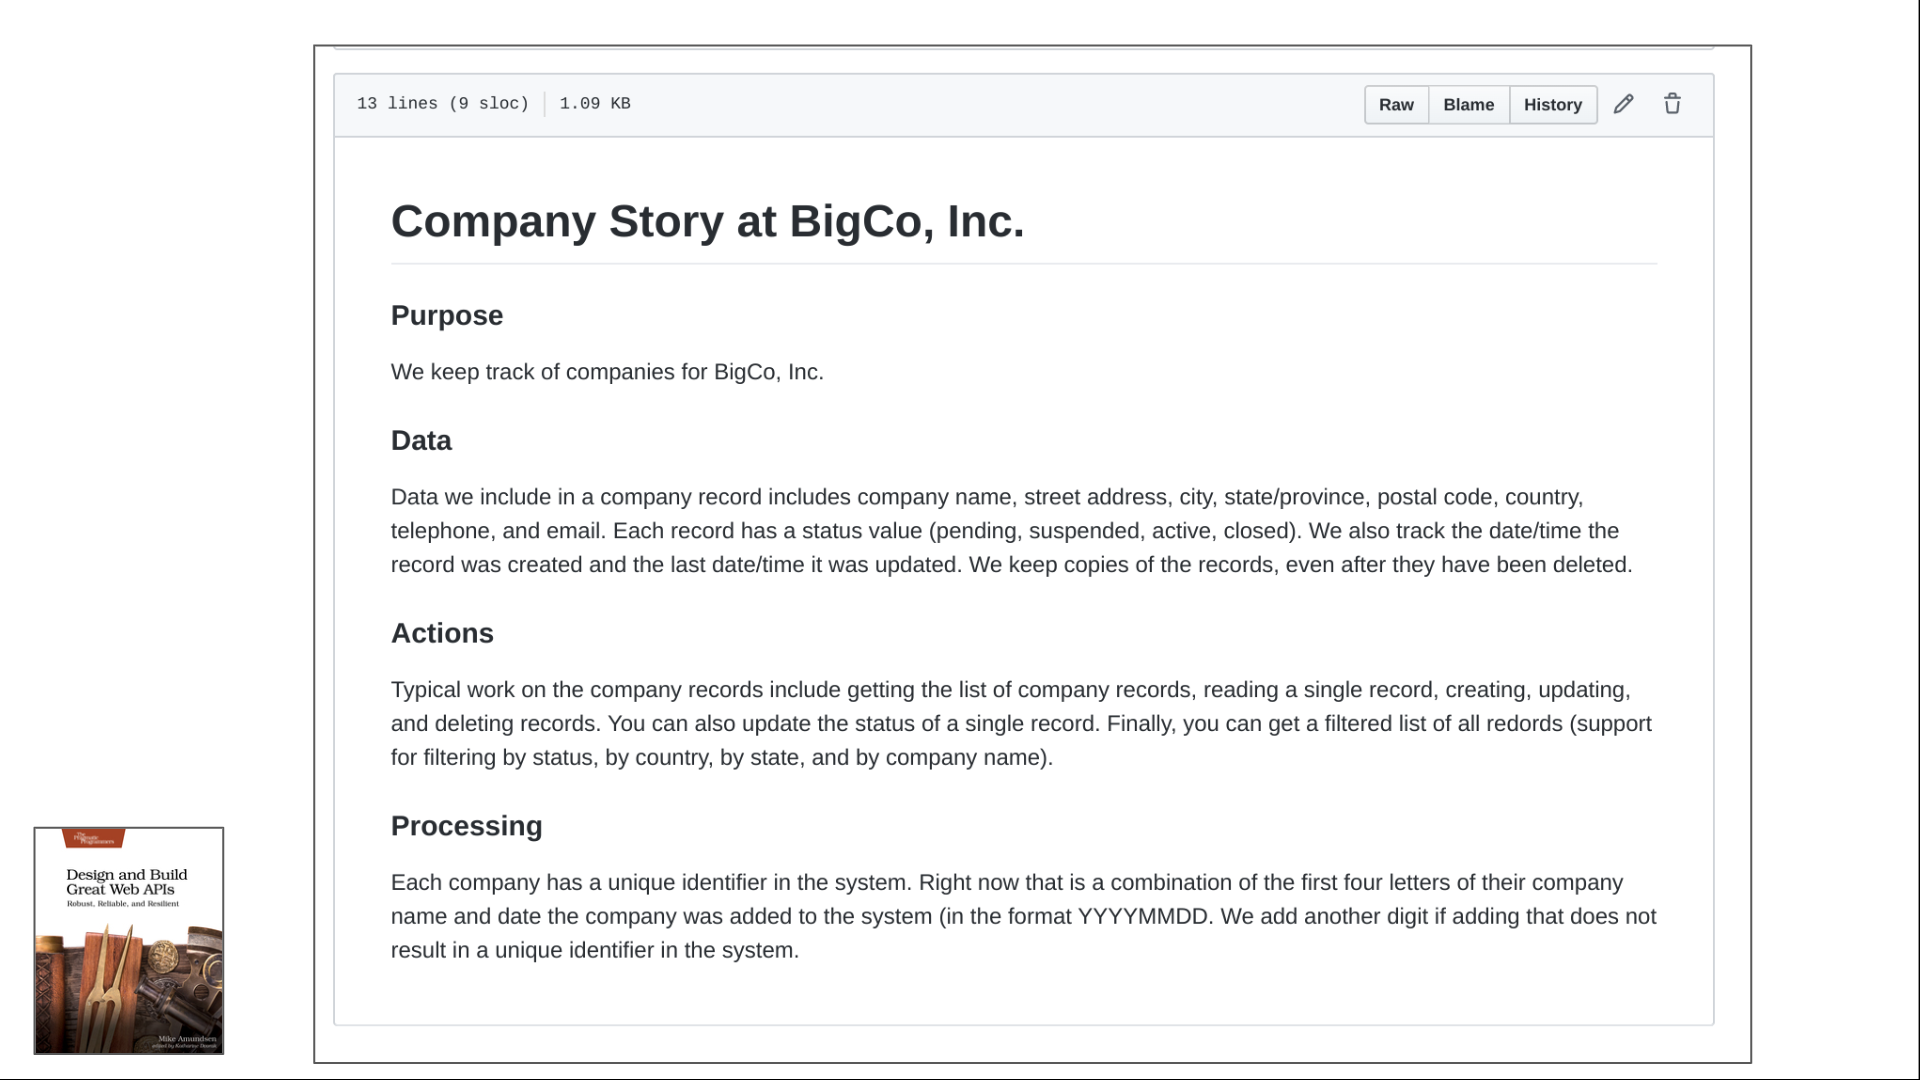 13 lines (9 sloc) 1.09 KB
Raw Blame History
Company Story at BigCo, Inc.
Purpose
We keep track of companies for BigCo, Inc.
Data
Data we include in a company record includes company name, street address, city, state/province, postal code, country,
telephone, and email. Each record has a status value (pending, suspended, active, closed). We also track the date/time the
record was created and the last date/time it was updated. We keep copies of the records, even after they have been deleted.
Actions
Typical work on the company records include getting the list of company records, reading a single record, creating, updating,
and deleting records. You can also update the status of a single record. Finally, you can get a filtered list of all redords (support
for filtering by status, by country, by state, and by company name).
Processing
Each company has a unique identifier in the system. Right now that is a combination of the first four letters of their company
name and date the company was added to the system (in the format YYYYMMDD. We add another digit if adding that does not
result in a unique identifier in the system.
The
Pragmatic
Programmers
Design and Build
Great Web APIs
Robust, Reliable, and Resilient
Mike Amundsen